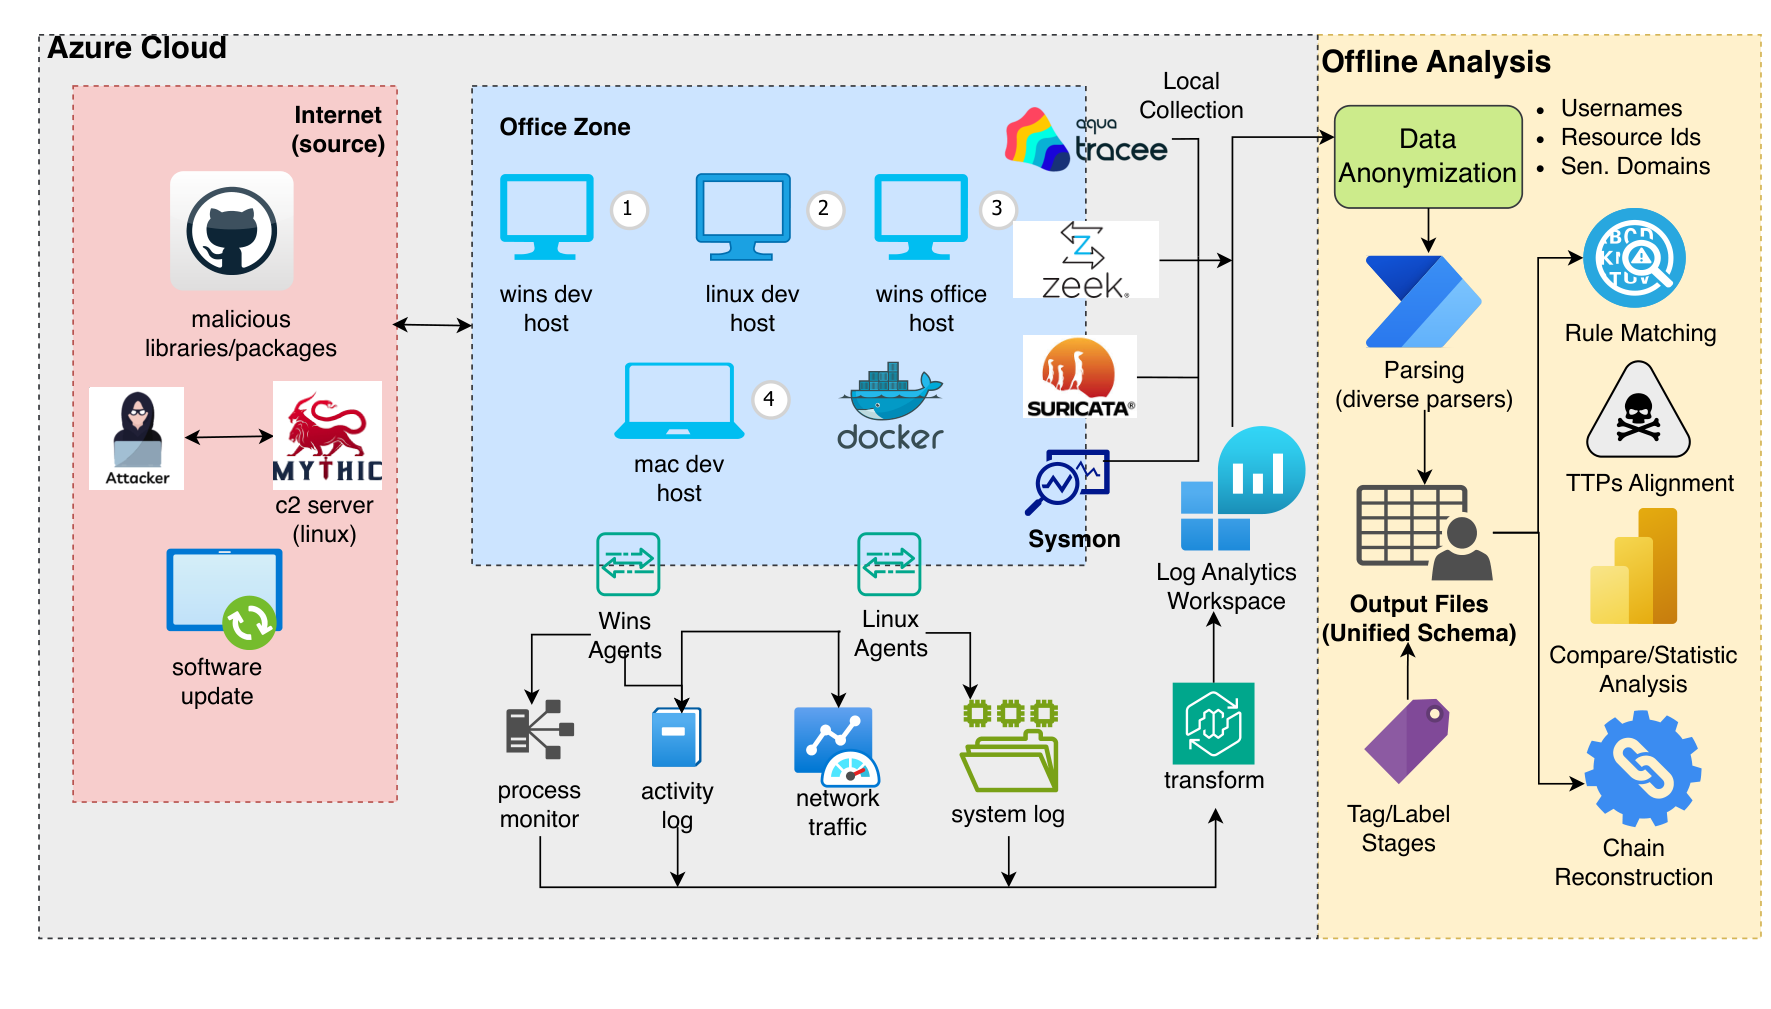 Azure Cloud
Internet
(source)
malicious
libraries/packages
Attacker
MYTHIC
c2 server
(linux)
software
update
Office Zone
1
2
3
wins dev
host
linux dev
host
wins office
host
4
mac dev
host
docker
aqua
tracee
Local
Collection
zeek®
SURICATA®
Sysmon
Wins
Agents
Linux
Agents
process
monitor
activity
log
network
traffic
system log
Log Analytics
Workspace
transform
Offline Analysis
Data
Anonymization
• Usernames
• Resource Ids
• Sen. Domains
Parsing
(diverse parsers)
Output Files
(Unified Schema)
Tag/Label
Stages
Rule Matching
TTPs Alignment
Compare/Statistic
Analysis
Chain
Reconstruction